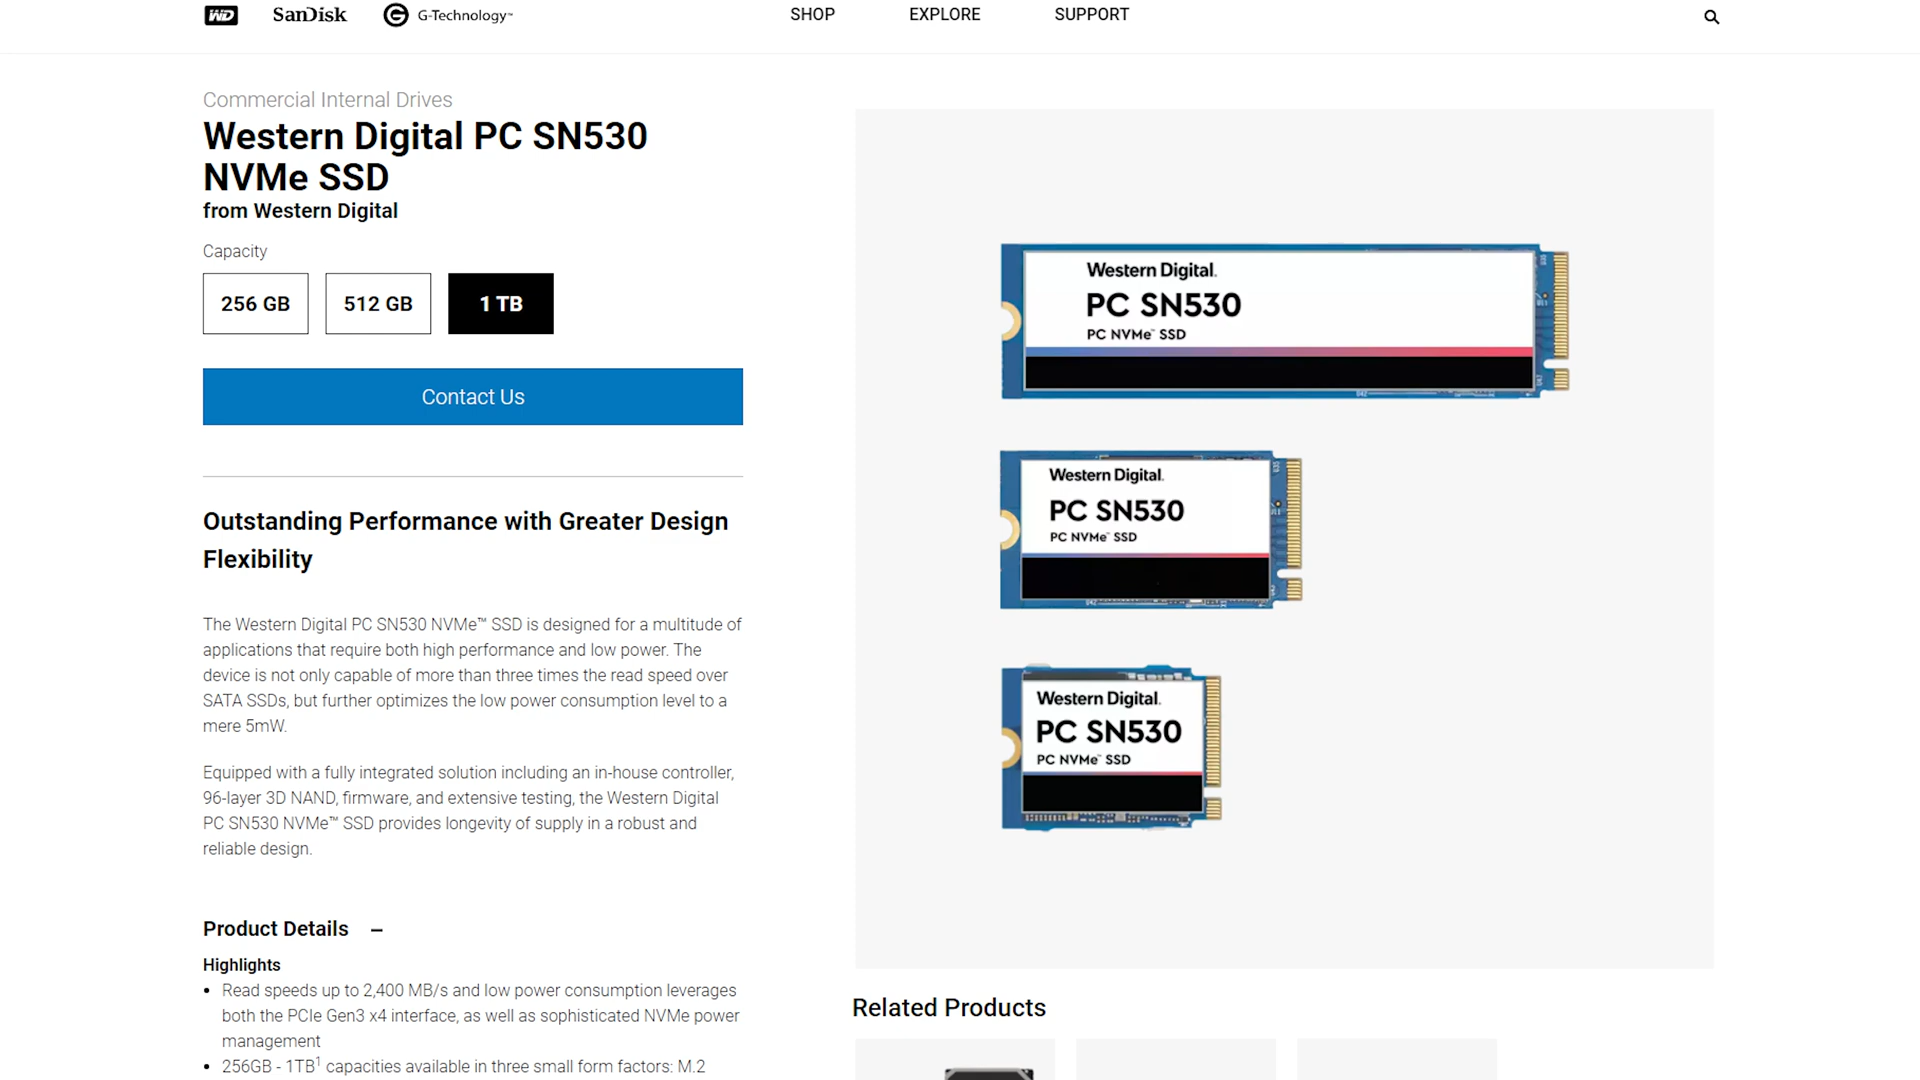 WD SanDisk G-Technology™ SHOP EXPLORE SUPPORT
Commercial Internal Drives
Western Digital PC SN530
NVMe SSD
from Western Digital
Capacity
256 GB 512 GB 1 TB
Contact Us
Outstanding Performance with Greater Design
Flexibility
The Western Digital PC SN530 NVMe™ SSD is designed for a multitude of
applications that require both high performance and low power. The
device is not only capable of more than three times the read speed over
SATA SSDs, but further optimizes the low power consumption level to a
mere 5mW.
Equipped with a fully integrated solution including an in-house controller,
96-layer 3D NAND, firmware, and extensive testing, the Western Digital
PC SN530 NVMe™ SSD provides longevity of supply in a robust and
reliable design.
Product Details –
Highlights
• Read speeds up to 2,400 MB/s and low power consumption leverages
both the PCIe Gen3 x4 interface, as well as sophisticated NVMe power
management
• 256GB - 1TB¹ capacities available in three small form factors: M.2
Western Digital.
PC SN530
PC NVMe™ SSD
Western Digital.
PC SN530
PC NVMe™ SSD
Western Digital.
PC SN530
PC NVMe™ SSD
Related Products